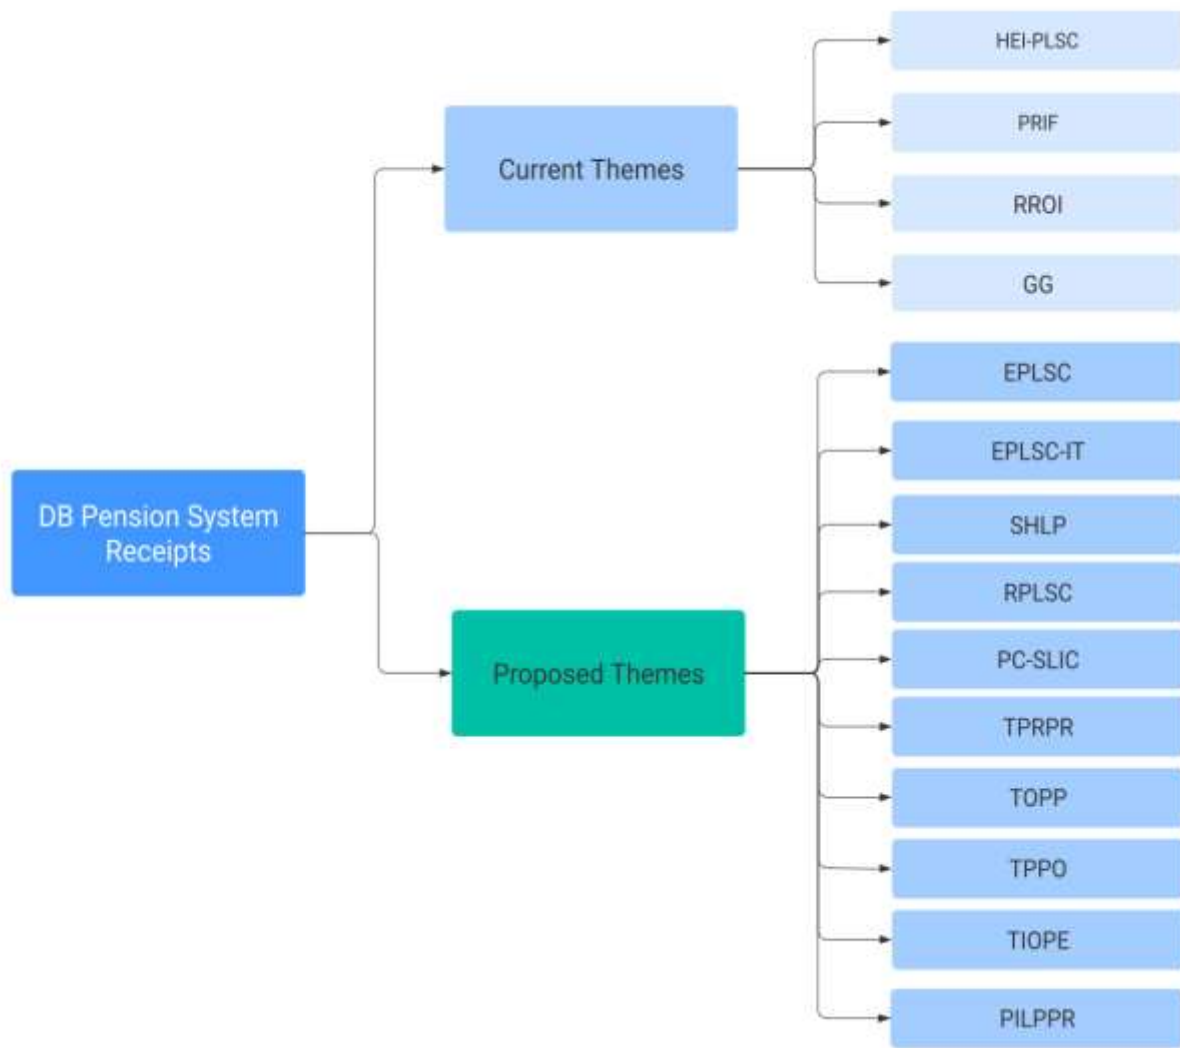 DB Pension System
Receipts
Current Themes
HEI-PLSC
PRIF
RROI
GG
Proposed Themes
EPLSC
EPLSC-IT
SHLP
RPLSC
PC-SLIC
TPRPR
TOPP
TPPO
TIOPE
PILPPR